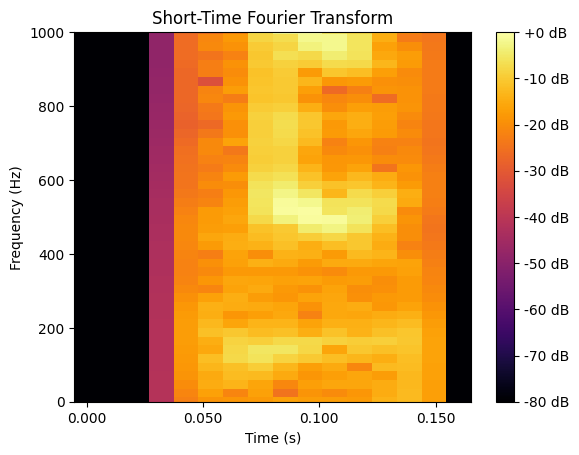 Short-Time Fourier Transform
1000
800
600
400
200
0
Frequency (Hz)
0.000
0.050
0.100
0.150
Time (s)
+0 dB
-10 dB
-20 dB
-30 dB
-40 dB
-50 dB
-60 dB
-70 dB
-80 dB